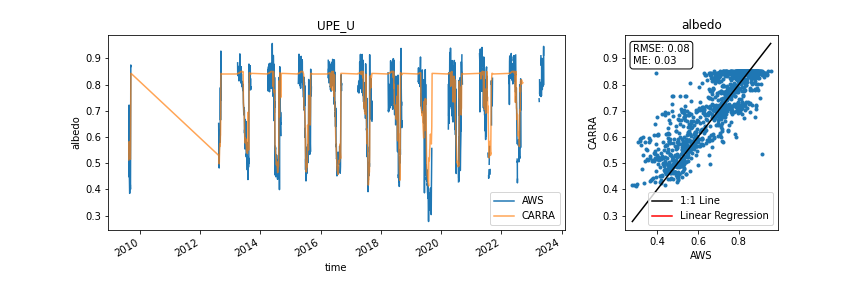 UPE_U
albedo
0.9
0.8
0.7
0.6
0.5
0.4
0.3
2010
2012
2014
2016
2018
2020
2022
2024
time
AWS
CARRA
albedo
RMSE: 0.08
ME: 0.03
CARRA
0.9
0.8
0.7
0.6
0.5
0.4
0.3
0.4
0.6
0.8
AWS
1:1 Line
Linear Regression